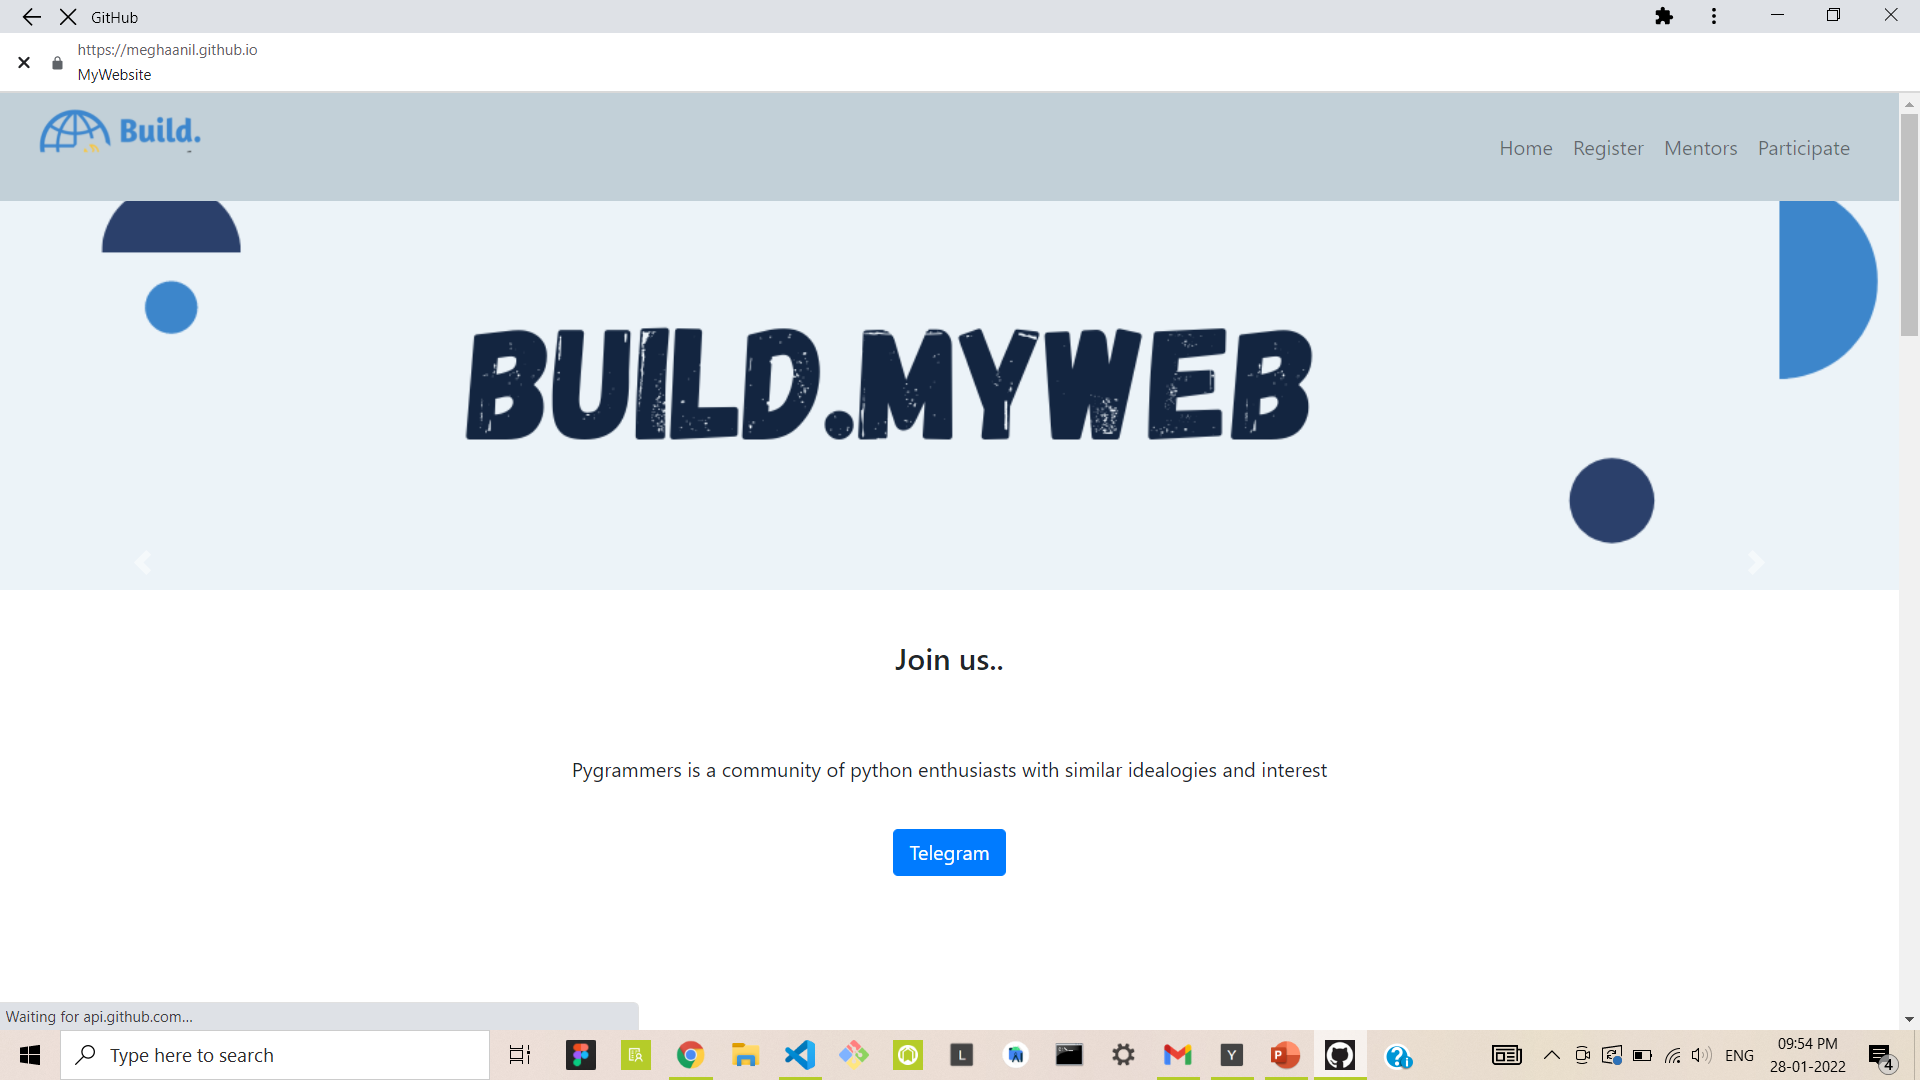 GitHub
https://meghaanil.github.io
MyWebsite
Build.
Home Register Mentors Participate
BUILD.MYWEB
Join us..
Pygrammers is a community of python enthusiasts with similar idealogies and interest
Telegram
Waiting for api.github.com...
Type here to search
L
Y
P
ENG
09:54 PM
28-01-2022
4